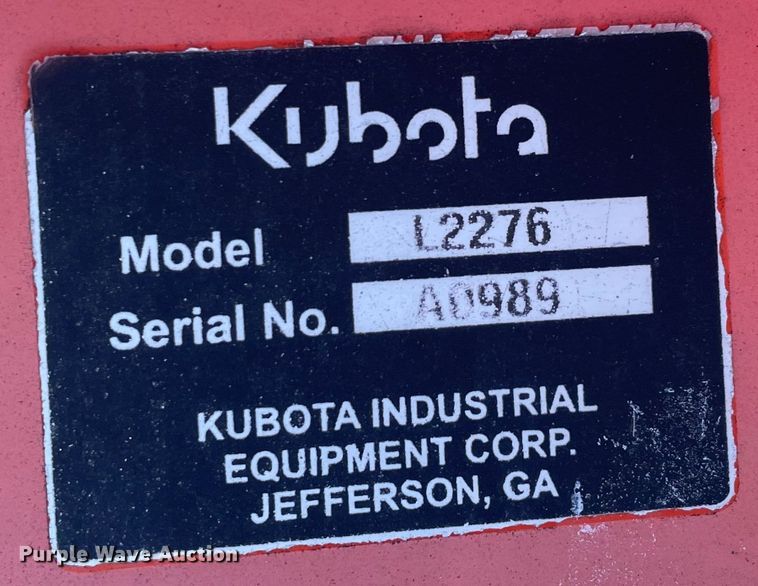 Kubota
Model L2276
Serial No. A0989
KUBOTA INDUSTRIAL
EQUIPMENT CORP.
JEFFERSON, GA
Purple Wave Auction